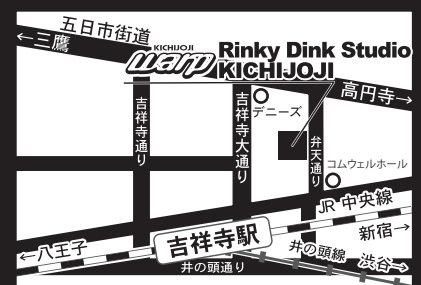 五日市街道
←三鷹
KICHIJOJI
warp
Rinky Dink Studio
KICHIJOJI
高円寺→
デニーズ
吉祥寺通り
吉祥寺大通り
弁天通り
コムウェルホール
JR 中央線
新宿→
←八王子
吉祥寺駅
井の頭線
渋谷→
井の頭通り